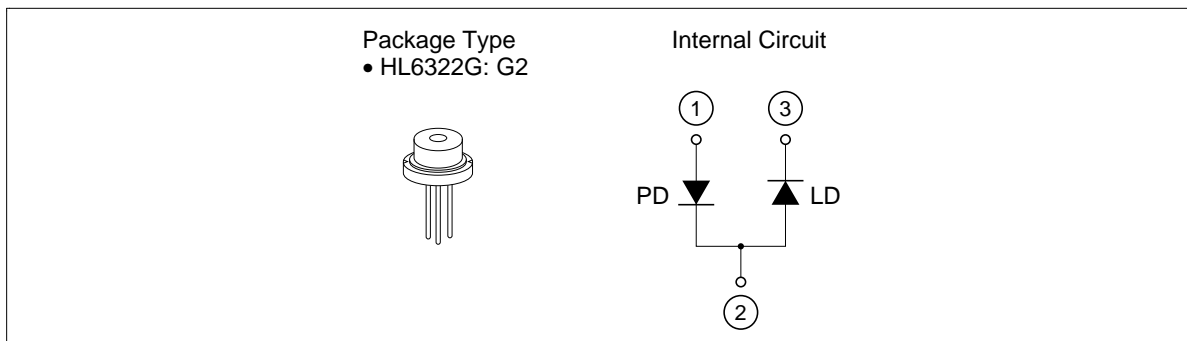 Package Type
• HL6322G: G2
Internal Circuit
1
3
PD
LD
2